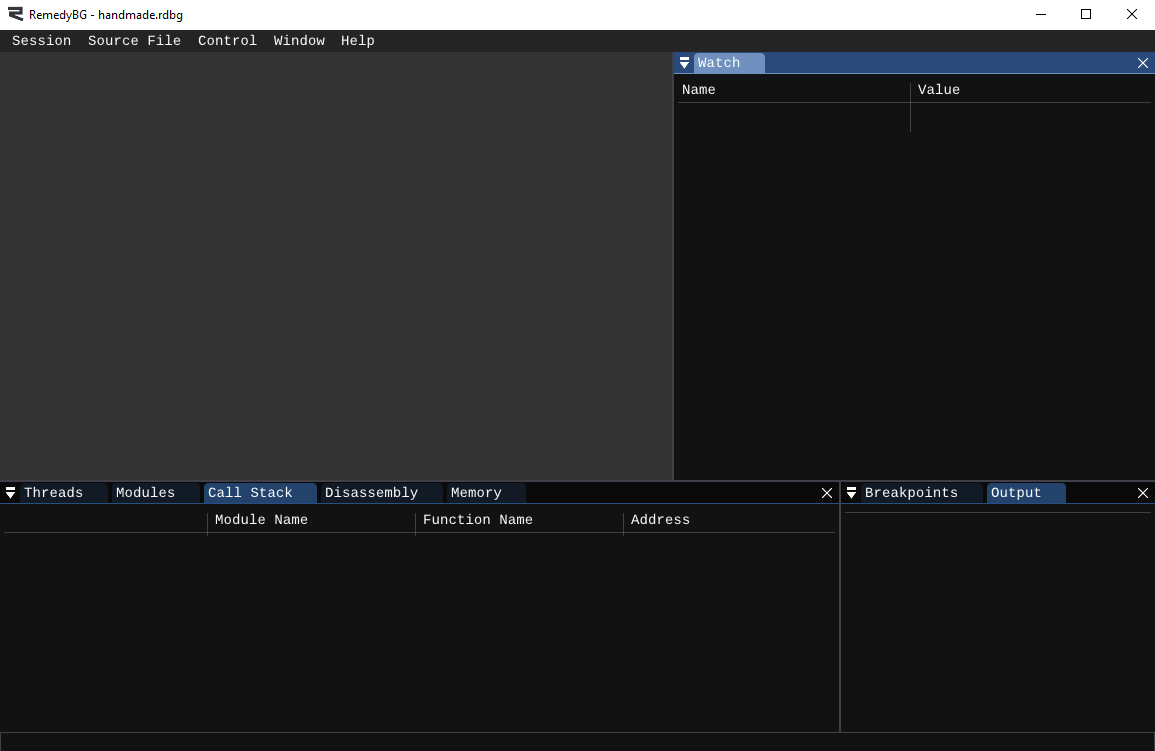 RemedyBG - handmade.rdbg
Session Source File Control Window Help
Watch
Name Value
Threads Modules Call Stack Disassembly Memory
Module Name Function Name Address
Breakpoints Output